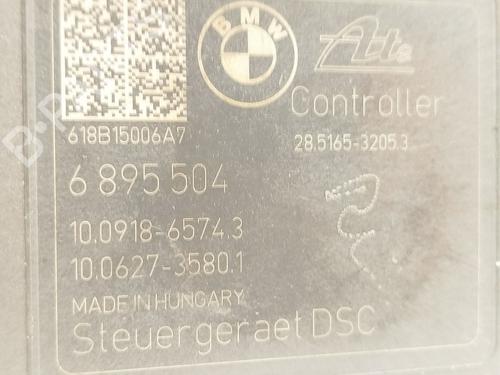 BMW
Ate
Controller
618B15006A7
28.5165-3205.3
6 895 504
10.0918-6574.3
10.0627-3580.1
MADE IN HUNGARY
Steuergeraet DSC